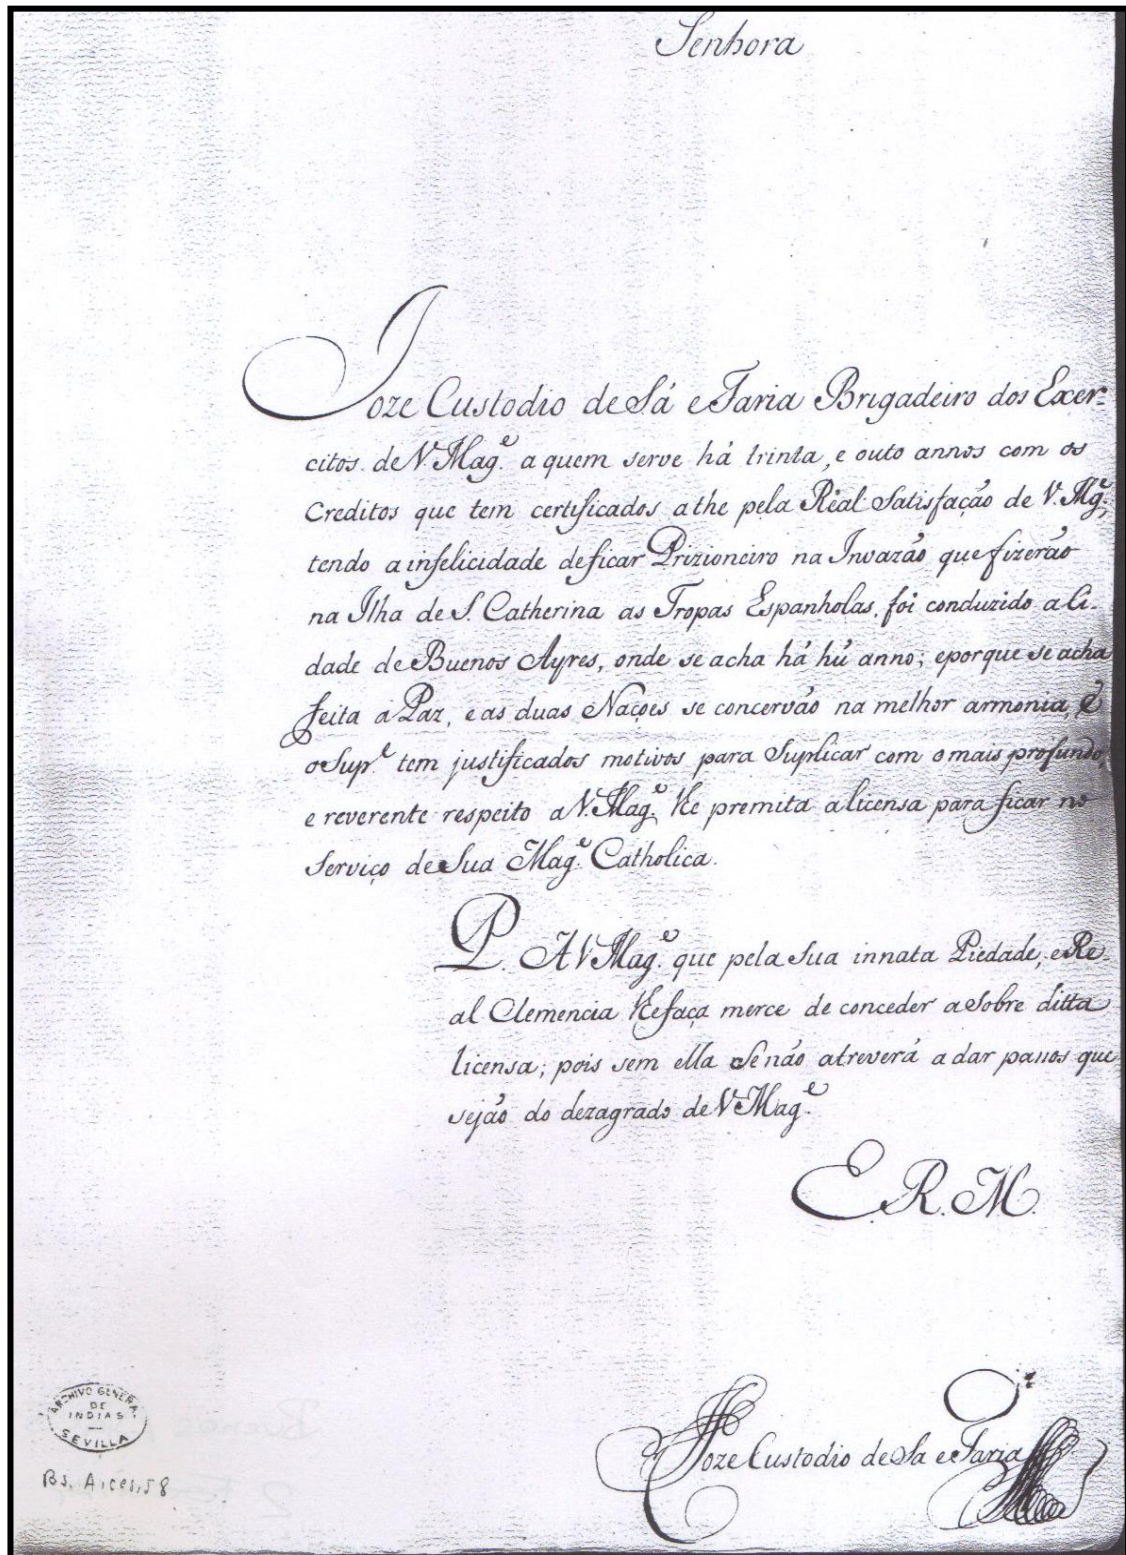 Senhora
Joze Custodio de Sá e Faria Brigadeiro dos Exer-
citos de V. Mag.e a quem serve há trinta, e outo annos com os
Creditos que tem certificados athe pela Real Satisfação de V. Mg.e,
tendo a infelicidade de ficar Prizioneiro na Invazão que fizerão
na Ilha de S. Catherina as Tropas Espanholas, foi conduzido a Ci-
dade de Buenos Ayres, onde se acha há hũ anno; e porque se acha
feita a Paz, e as duas Naçoes se concervão na melhor armonia, e
o Sup.e tem justificados motivos para Suplicar com o mais profundo,
e reverente respeito a V. Mag.e lhe premita a licensa para ficar no
Serviço de Sua Mag.e Catholica.
P. A V Mag.e que pela Sua innata Piedade, e Re-
al Clemencia lhe faça merce de conceder a Sobre ditta
licensa; pois sem ella Se não atreverá a dar passos que
sejão do dezagrado de V Mag.e
E. R. M.
Joze Custodio de Sa e Faria
ARCHIVO GENERAL
DE
INDIAS
SEVILLA
Bs. Aires, 58